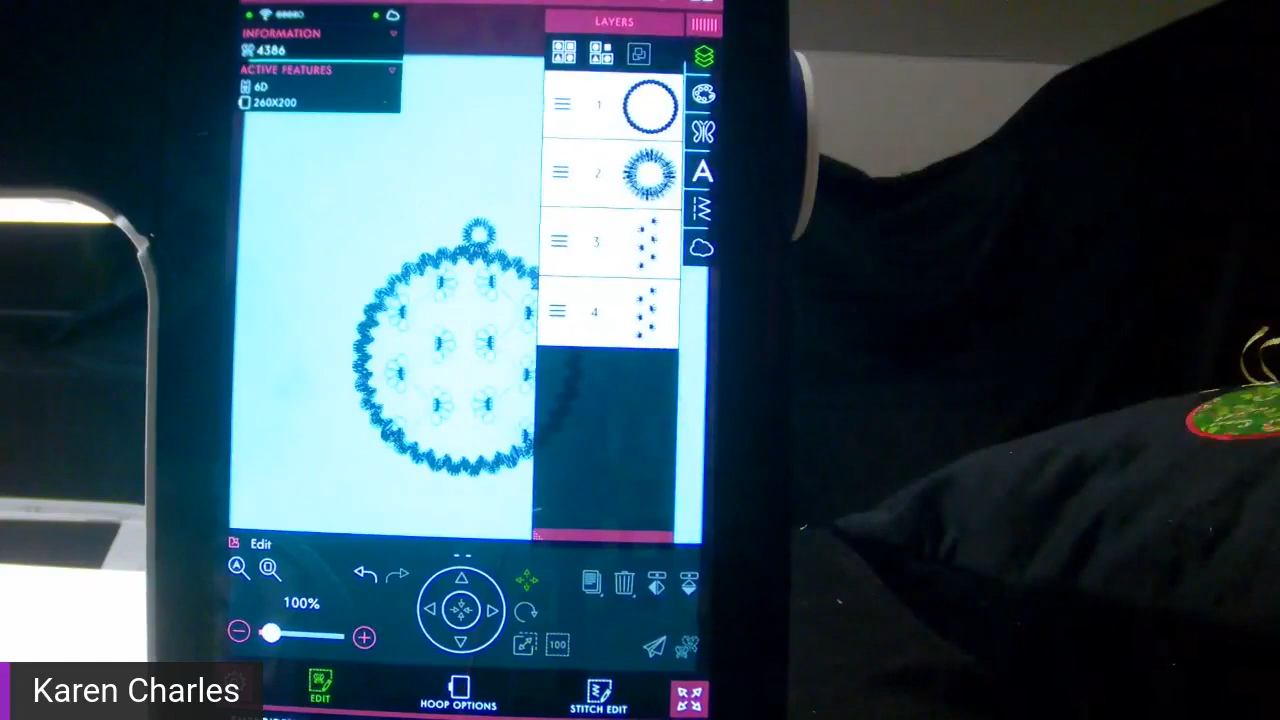 LAYERS
INFORMATION
4386
ACTIVE FEATURES
6D
260X200
1
2
3
4
A
Edit
100%
100
EDIT
HOOP OPTIONS
STITCH EDIT
Karen Charles